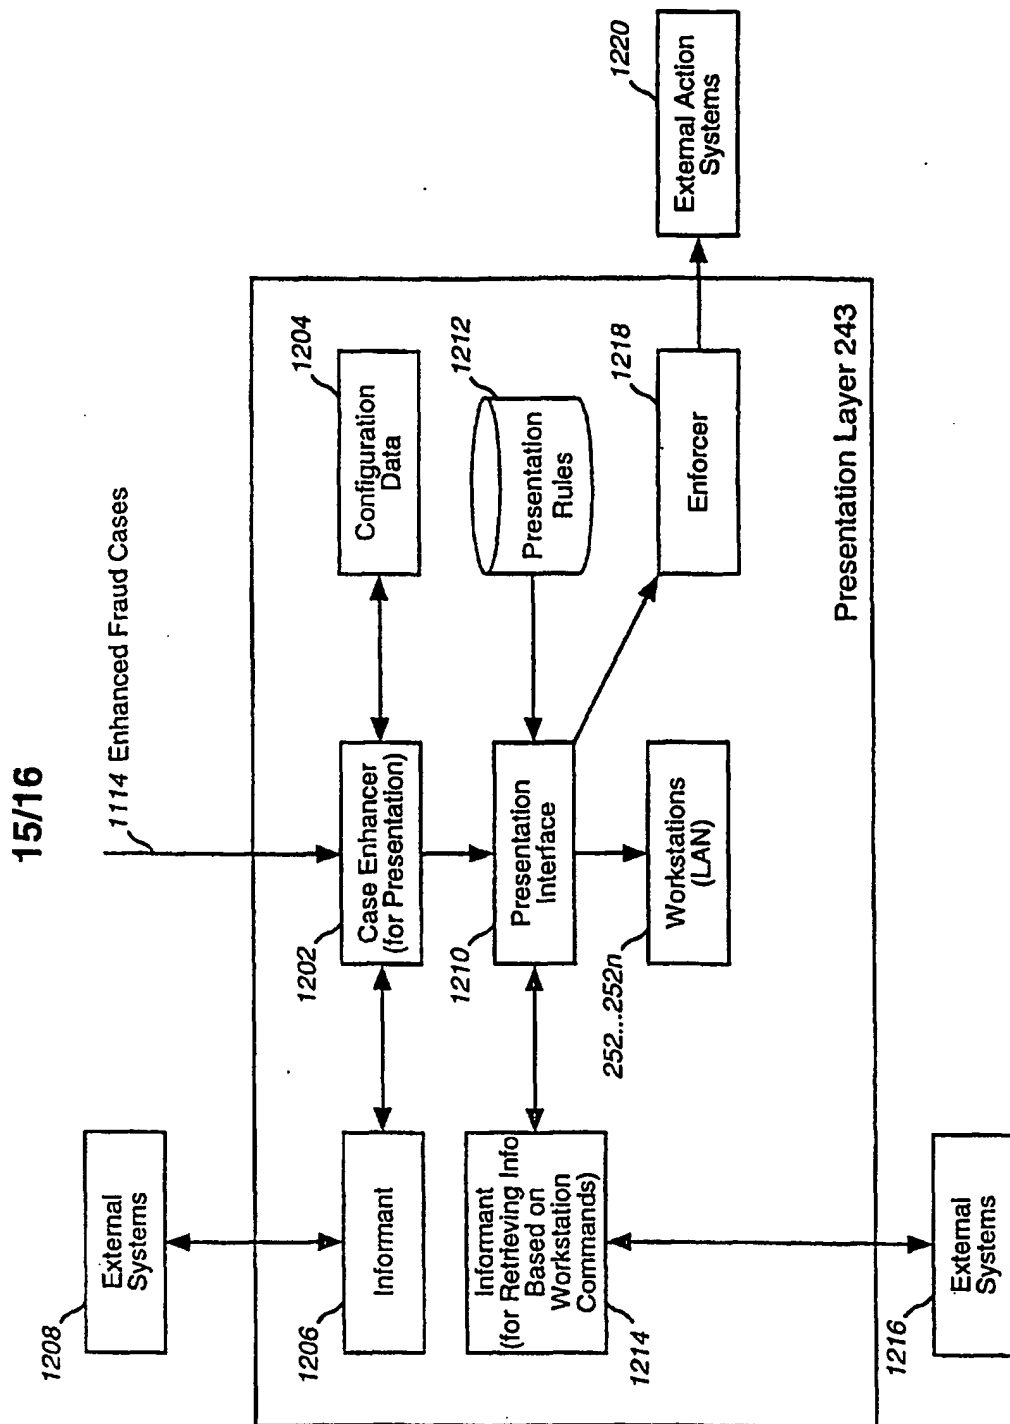 15/16
1114 Enhanced Fraud Cases
1208
External
Systems
1206
Informant
1202
Case Enhancer
(for Presentation)
1204
Configuration
Data
1214
Informant
(for Retrieving Info
Based on
Workstation
Commands)
1210
Presentation
Interface
1212
Presentation
Rules
252...252n
Workstations
(LAN)
1218
Enforcer
1220
External Action
Systems
Presentation Layer 243
1216
External
Systems